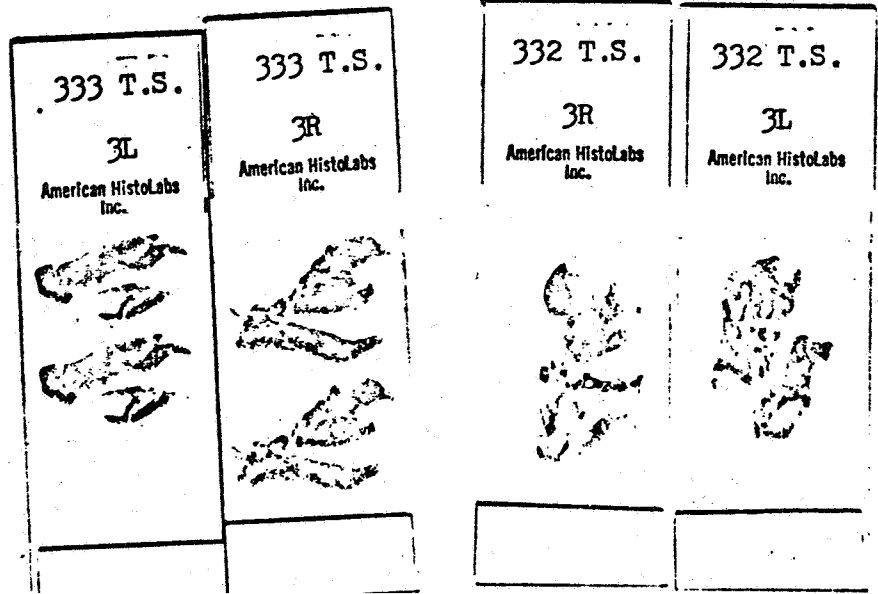 333 T.S.
3L
American HistoLabs
Inc.
333 T.S.
3R
American HistoLabs
Inc.
332 T.S.
3R
American HistoLabs
Inc.
332 T.S.
3L
American HistoLabs
Inc.